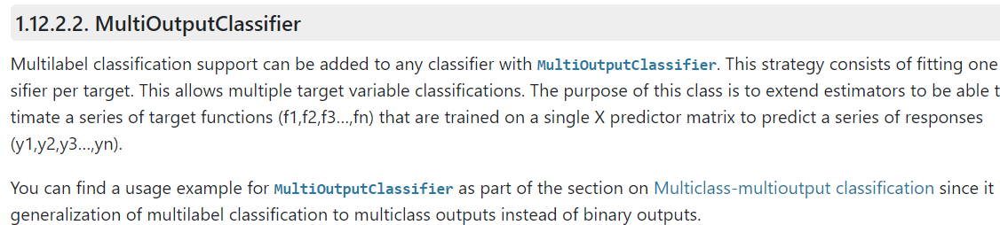 1.12.2.2. MultiOutputClassifier
Multilabel classification support can be added to any classifier with MultiOutputClassifier. This strategy consists of fitting one
sifier per target. This allows multiple target variable classifications. The purpose of this class is to extend estimators to be able t
timate a series of target functions (f1,f2,f3…,fn) that are trained on a single X predictor matrix to predict a series of responses
(y1,y2,y3…,yn).
You can find a usage example for MultiOutputClassifier as part of the section on Multiclass-multioutput classification since it
generalization of multilabel classification to multiclass outputs instead of binary outputs.